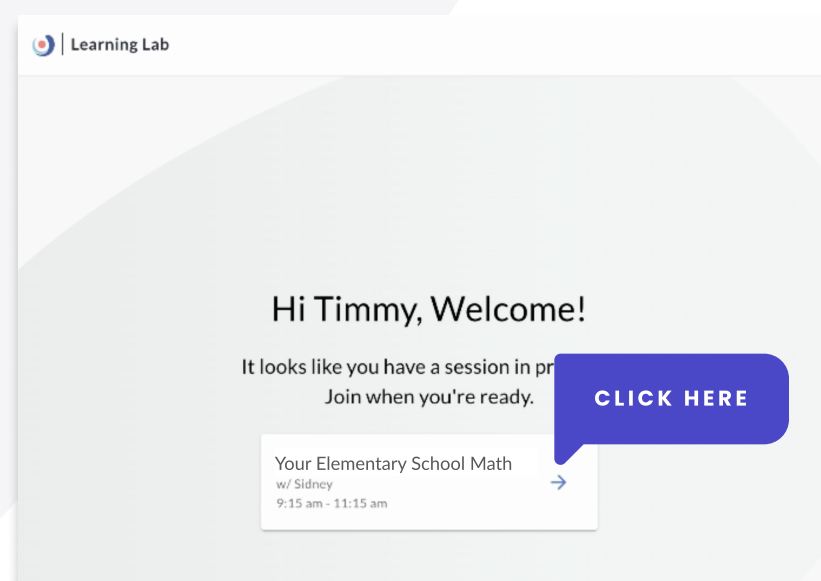 Learning Lab
Hi Timmy, Welcome!
It looks like you have a session in pr
Join when you're ready.
CLICK HERE
Your Elementary School Math
w/ Sidney
9:15 am - 11:15 am